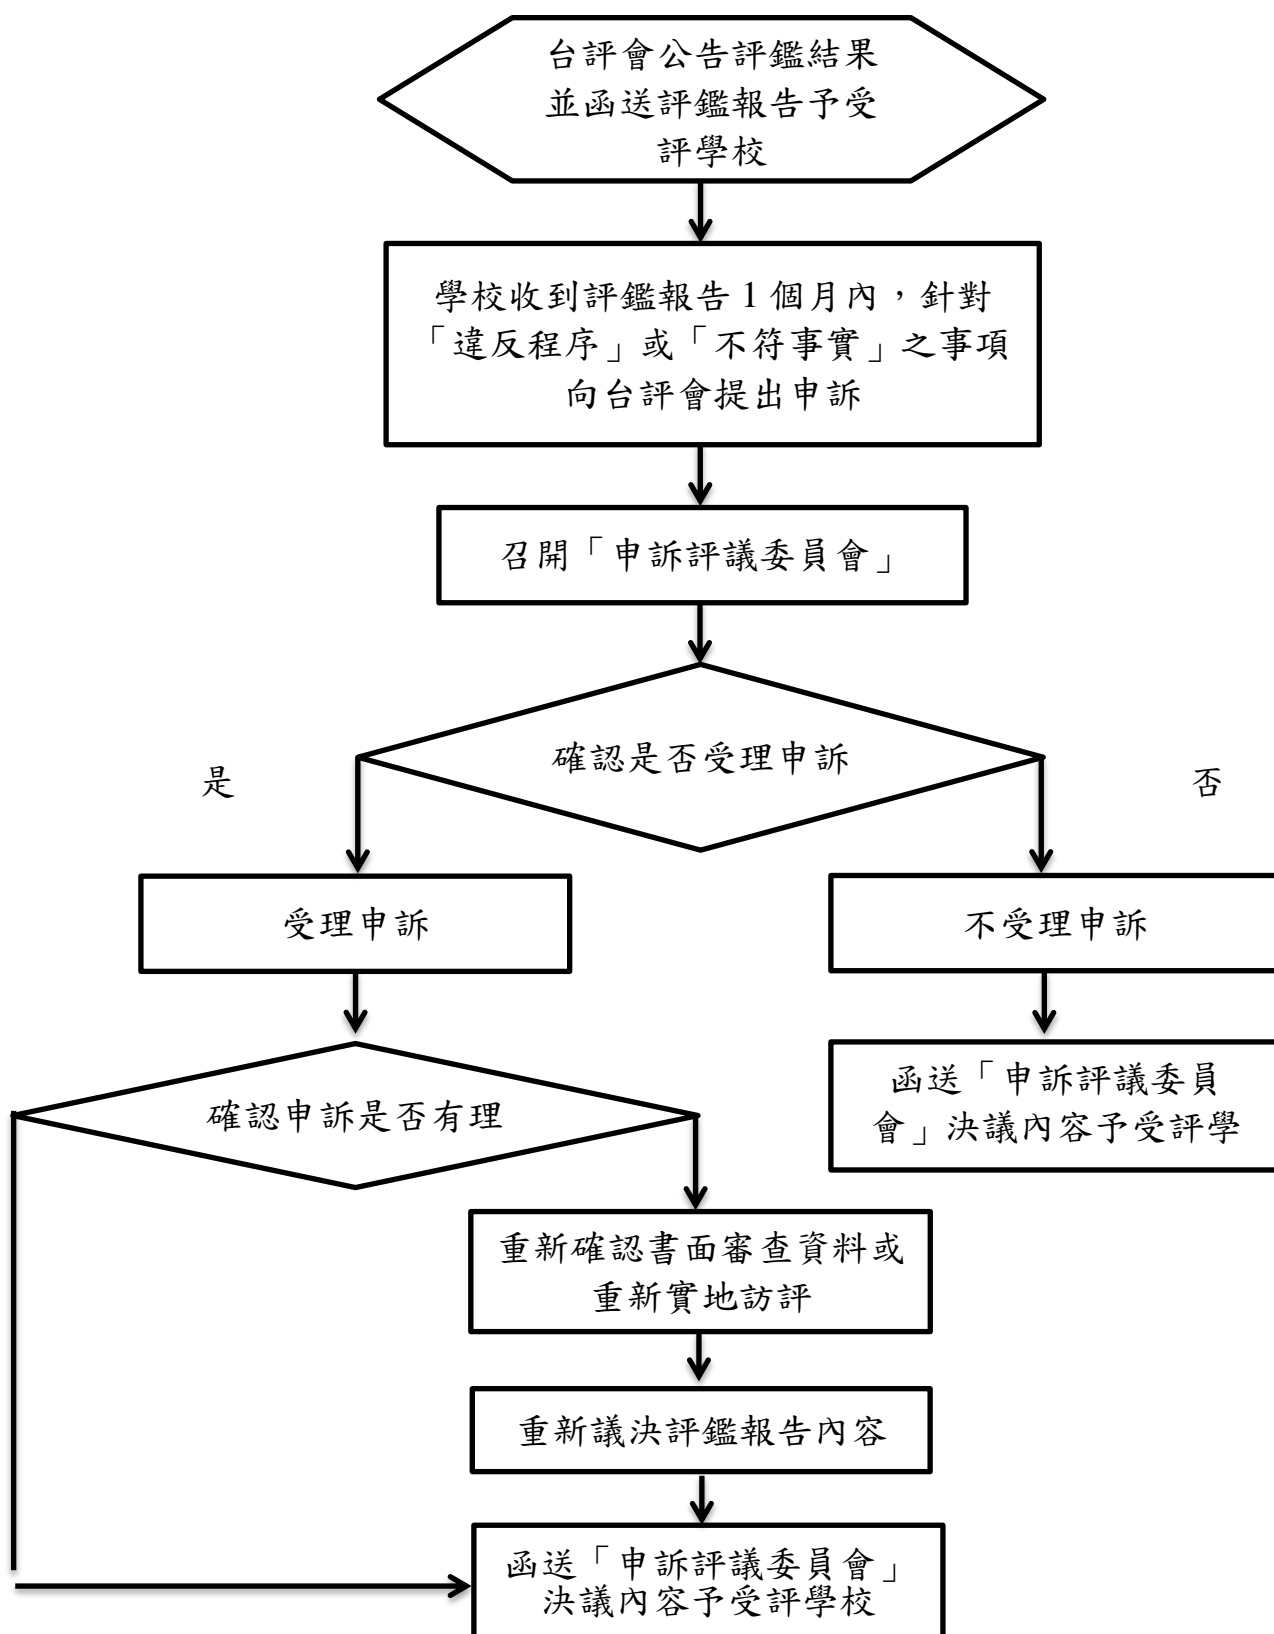 台評會公告評鑑結果
並函送評鑑報告予受
評學校
學校收到評鑑報告 1 個月內，針對
「違反程序」或「不符事實」之事項
向台評會提出申訴
召開「申訴評議委員會」
確認是否受理申訴
是
否
受理申訴
不受理申訴
函送「申訴評議委員
會」決議內容予受評學
確認申訴是否有理
重新確認書面審查資料或
重新實地訪評
重新議決評鑑報告內容
函送「申訴評議委員會」
決議內容予受評學校